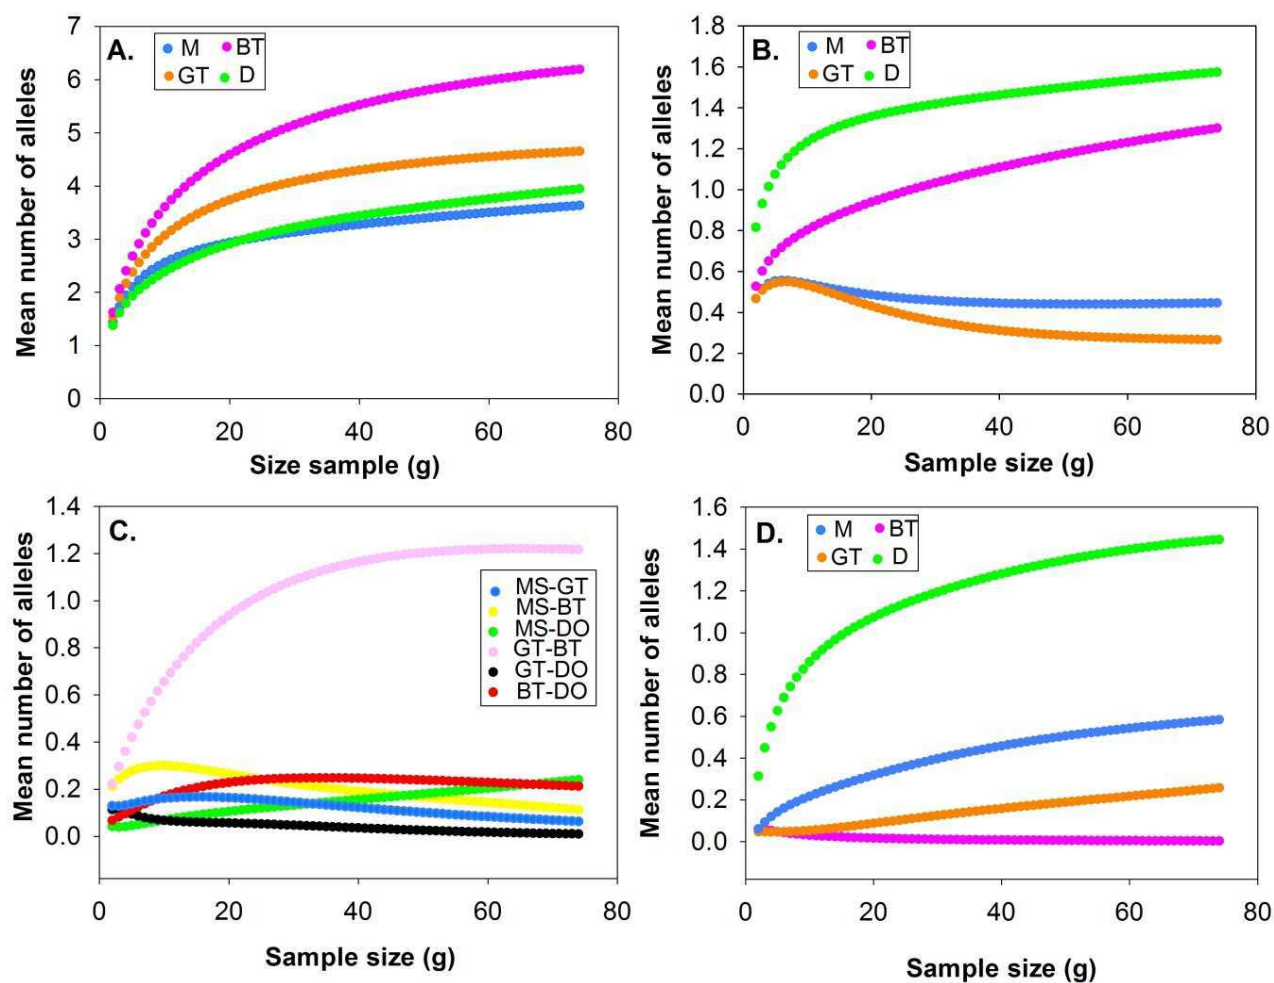 A.
M BT
GT D
7
6
5
4
3
2
1
0
0 20 40 60 80
Mean number of alleles
Size sample (g)
B.
M BT
GT D
1.8
1.6
1.4
1.2
1.0
0.8
0.6
0.4
0.2
0.0
0 20 40 60 80
Mean number of alleles
Sample size (g)
C.
MS-GT
MS-BT
MS-DO
GT-BT
GT-DO
BT-DO
1.4
1.2
1.0
0.8
0.6
0.4
0.2
0.0
0 20 40 60 80
Mean number of alleles
Sample size (g)
D.
M BT
GT D
1.6
1.4
1.2
1.0
0.8
0.6
0.4
0.2
0.0
0 20 40 60 80
Mean number of alleles
Sample size (g)